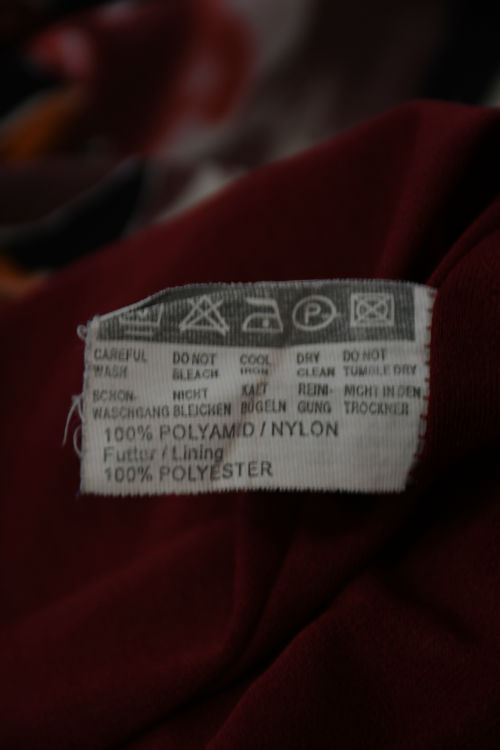 P
CAREFUL DO NOT COOL DRY DO NOT
WASH BLEACH IRON CLEAN TUMBLE DRY
SCHON- NICHT KALT REINI- NICHT IN DEN
WASCHGANG BLEICHEN BÜGELN GUNG TROCKNER
100% POLYAMID / NYLON
Futter / Lining
100% POLYESTER